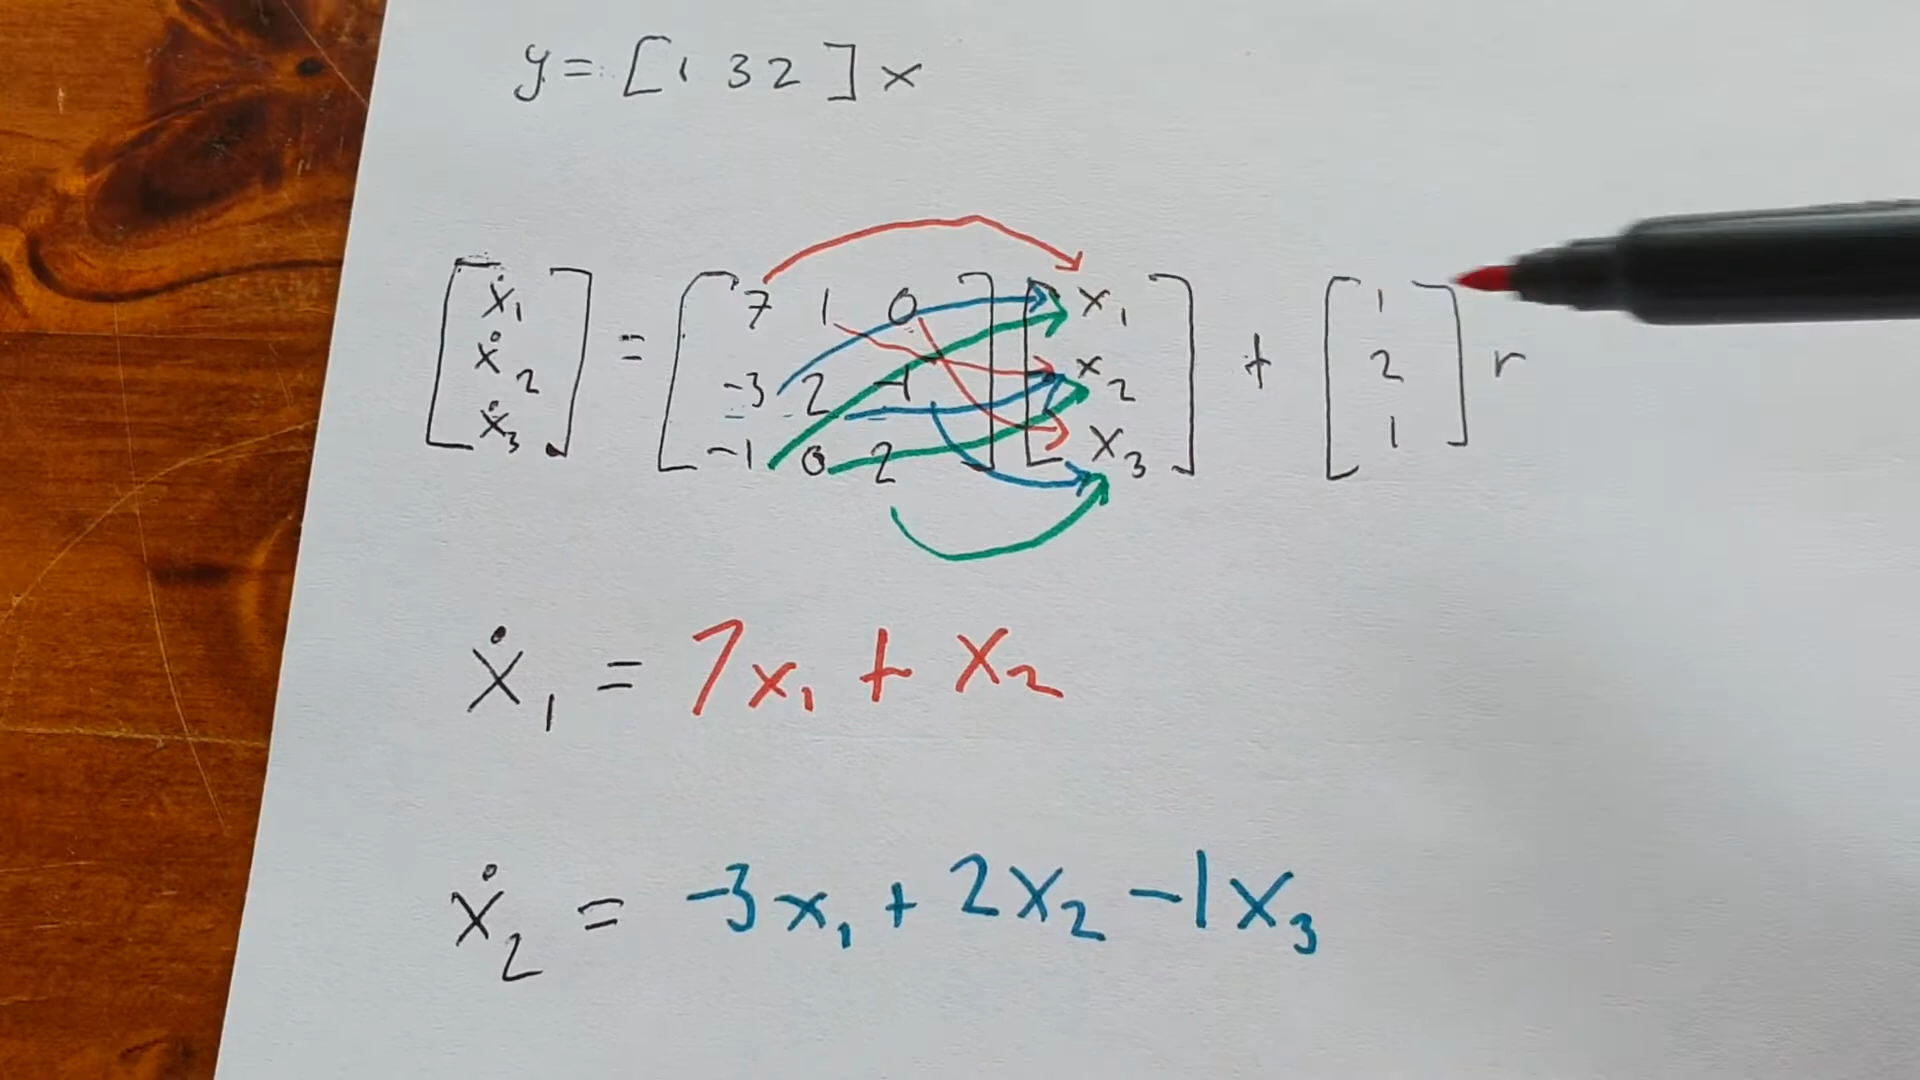 y = [1 3 2] x
[ẋ₁ ẋ₂ ẋ₃] = [7 1 0 -3 2 -1 -1 0 2] [x₁ x₂ x₃] + [1 2 1] r
ẋ₁ = 7x₁ + x₂
ẋ₂ = -3x₁ + 2x₂ -1x₃